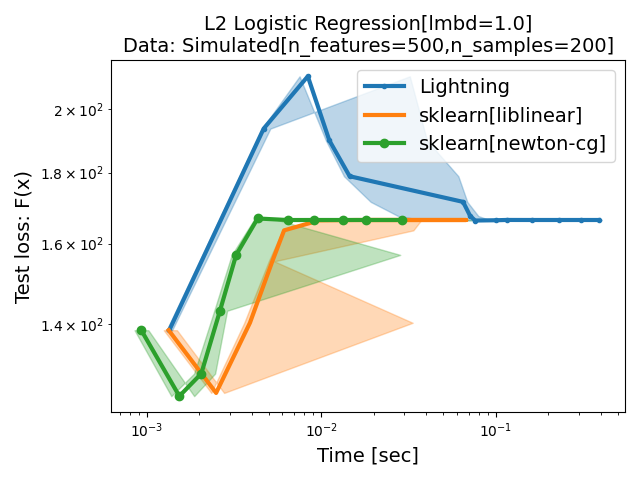 L2 Logistic Regression[lmbd=1.0]
Data: Simulated[n_features=500,n_samples=200]
Lightning
sklearn[liblinear]
sklearn[newton-cg]
Test loss: F(x)
2 × 10²
1.8 × 10²
1.6 × 10²
1.4 × 10²
10⁻³
10⁻²
10⁻¹
Time [sec]